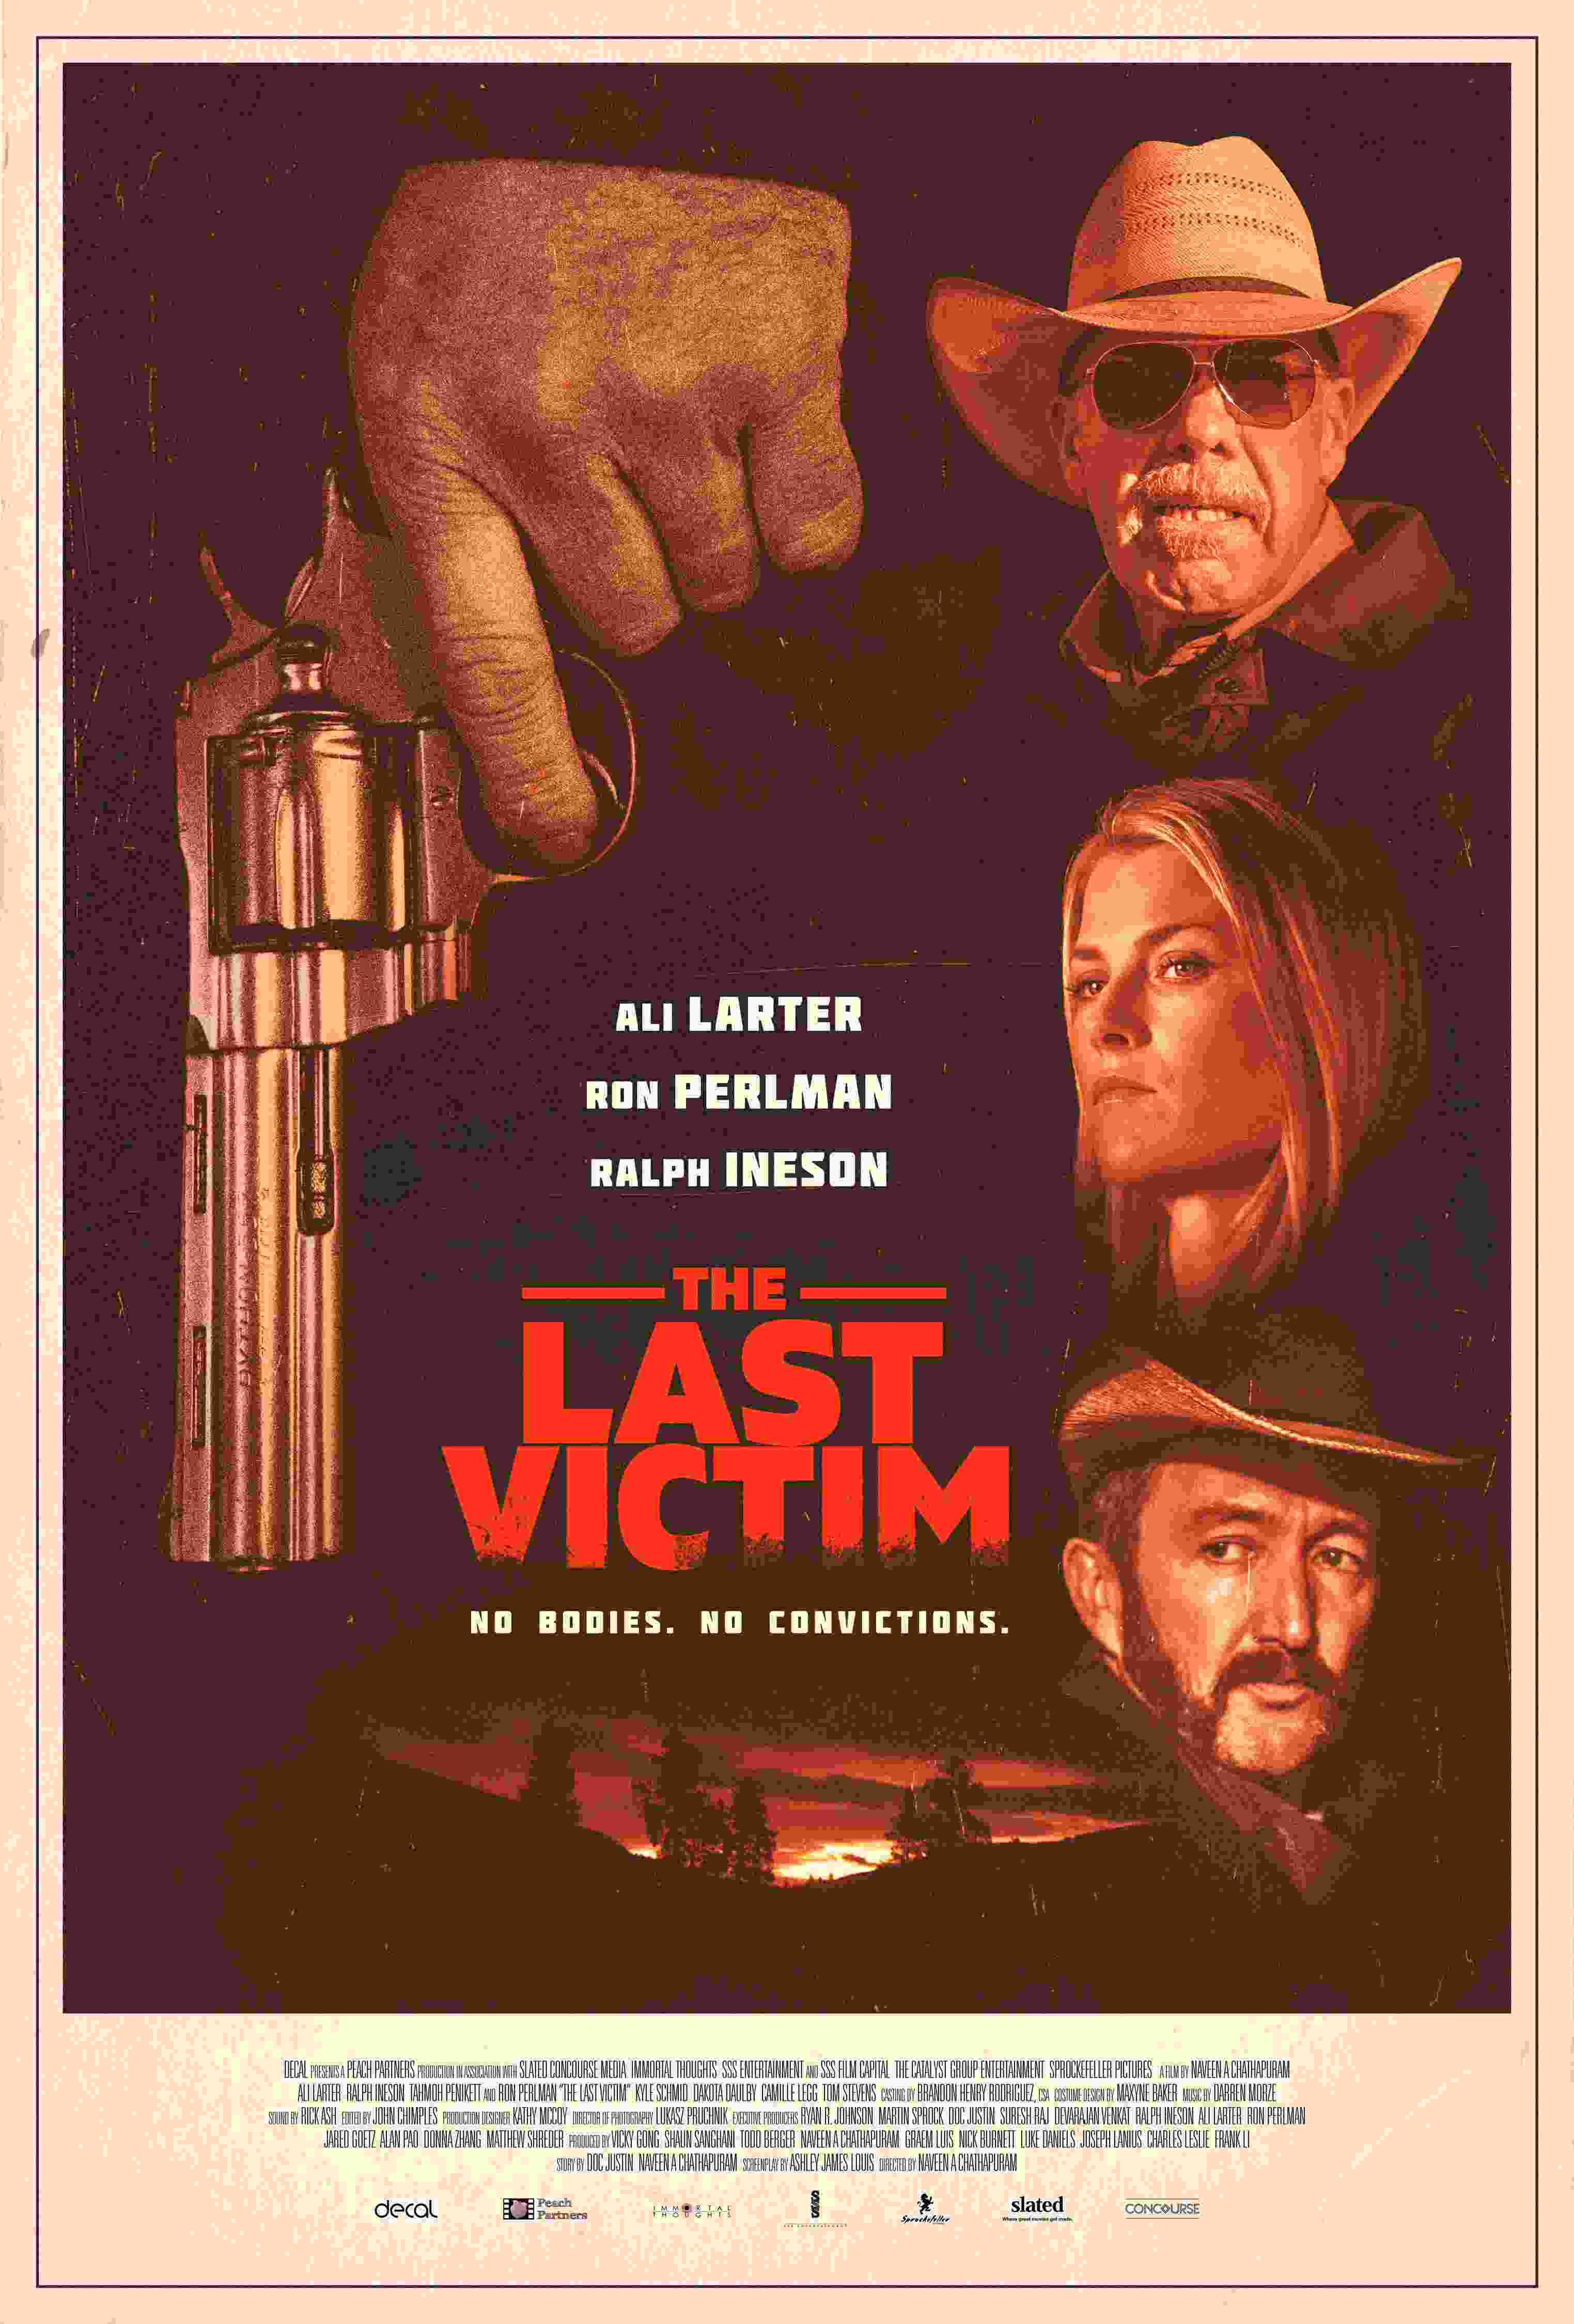 ALI LARTER
RON PERLMAN
RALPH INESON
THE
LAST
VICTIM
NO BODIES. NO CONVICTIONS.
DECAL PRESENTS A PEACH PARTNERS PRODUCTION IN ASSOCIATION WITH SLATED CONCOURSE MEDIA IMMORTAL THOUGHTS SSS ENTERTAINMENT AND SSS FILM CAPITAL THE CATALYST GROUP ENTERTAINMENT SPROCKEFELLER PICTURES A FILM BY NAVEEN A CHATHAPURAM
ALI LARTER RALPH INESON TAHMOH PENIKETT AND RON PERLMAN "THE LAST VICTIM" KYLE SCHMID DAKOTA DAULBY CAMILLE LEGG TOM STEVENS CASTING BY BRANDON HENRY RODRIGUEZ, CSA COSTUME DESIGN BY MAXYNE BAKER MUSIC BY DARREN MORZE
SOUND BY RICK ASH EDITED BY JOHN CHIMPLES PRODUCTION DESIGNER KATHY MCCOY DIRECTOR OF PHOTOGRAPHY LUKASZ PRUCHNIK EXECUTIVE PRODUCERS RYAN R. JOHNSON MARTIN SPROCK DOC JUSTIN SURESH RAJ DEVARAJAN VENKAT RALPH INESON ALI LARTER RON PERLMAN
JARED GOETZ ALAN PAO DONNA ZHANG MATTHEW SHREDER PRODUCED BY VICKY GONG SHAUN SANGHANI TODD BERGER NAVEEN A CHATHAPURAM GRAEM LUIS NICK BURNETT LUKE DANIELS JOSEPH LANIUS CHARLES LESLIE FRANK LI
STORY BY DOC JUSTIN NAVEEN A CHATHAPURAM SCREENPLAY BY ASHLEY JAMES LOUIS DIRECTED BY NAVEEN A CHATHAPURAM
decal
Peach
Partners
IMMORTAL
THOUGHTS
SSS
Sprockefeller
slated
Where great movies get made.
CONCOURSE